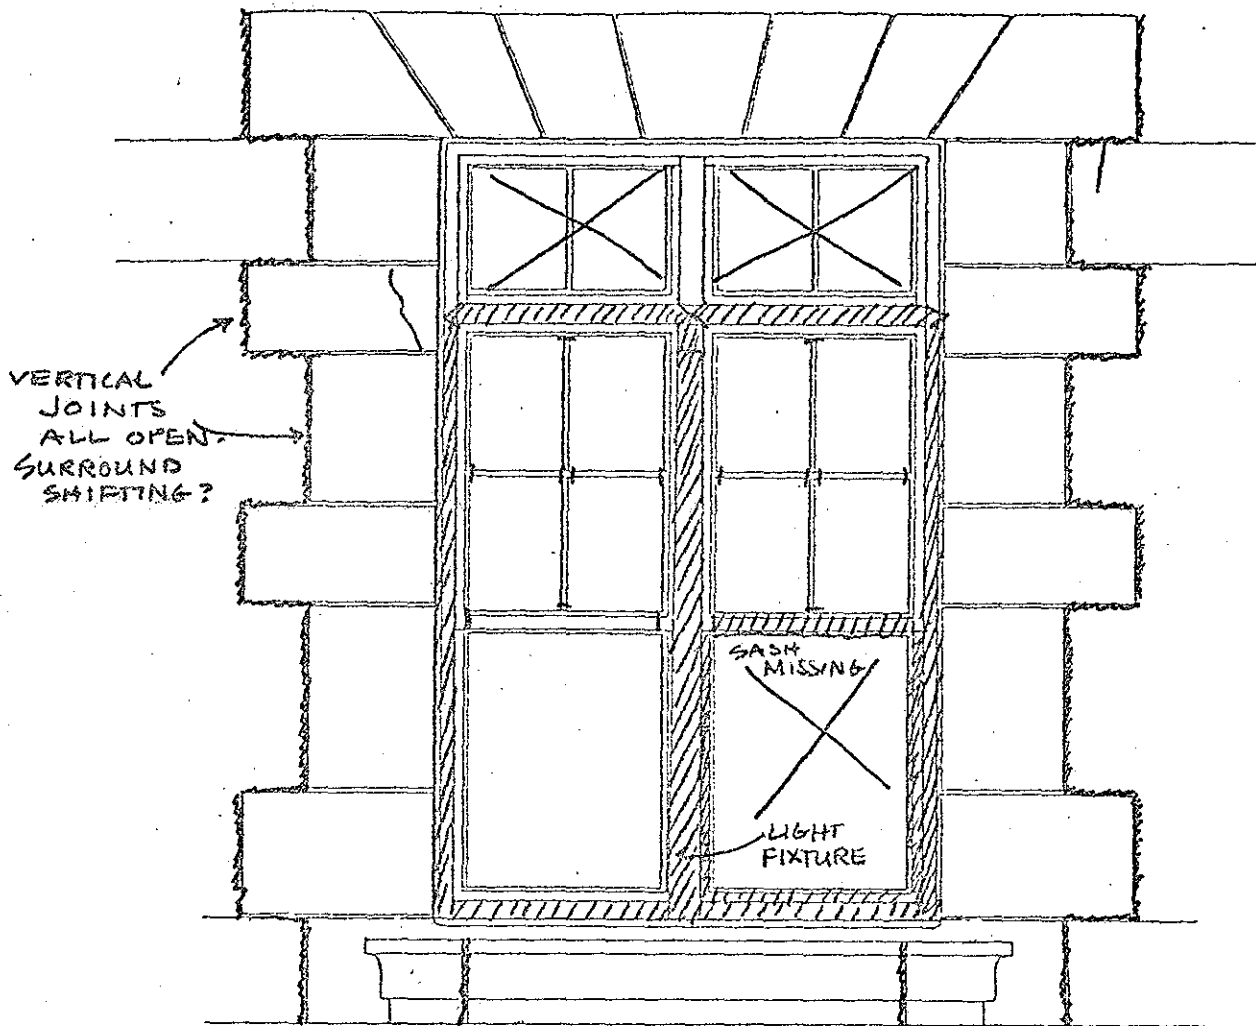 VERTICAL
JOINTS
ALL OPEN.
SURROUND
SHIFTING?
SASH
MISSING
LIGHT
FIXTURE